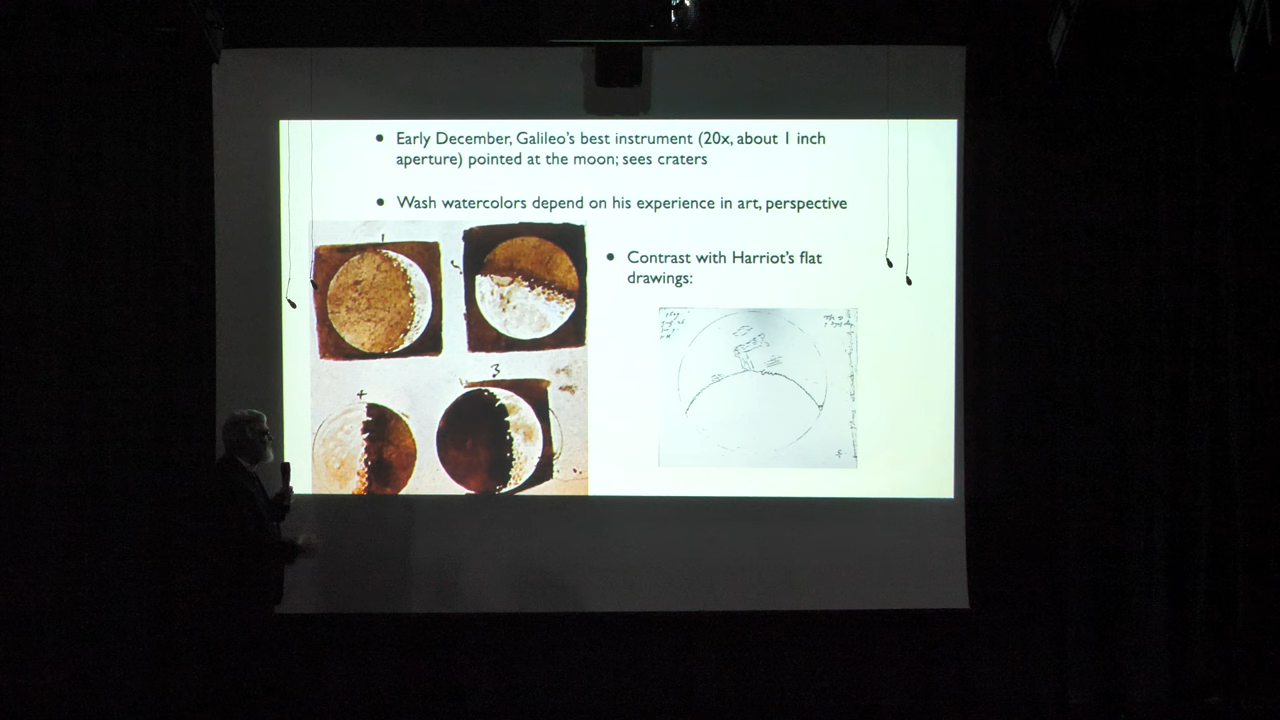 • Early December, Galileo's best instrument (20x, about 1 inch
aperture) pointed at the moon; sees craters
• Wash watercolors depend on his experience in art, perspective
• Contrast with Harriot's flat
drawings:
1
4
3